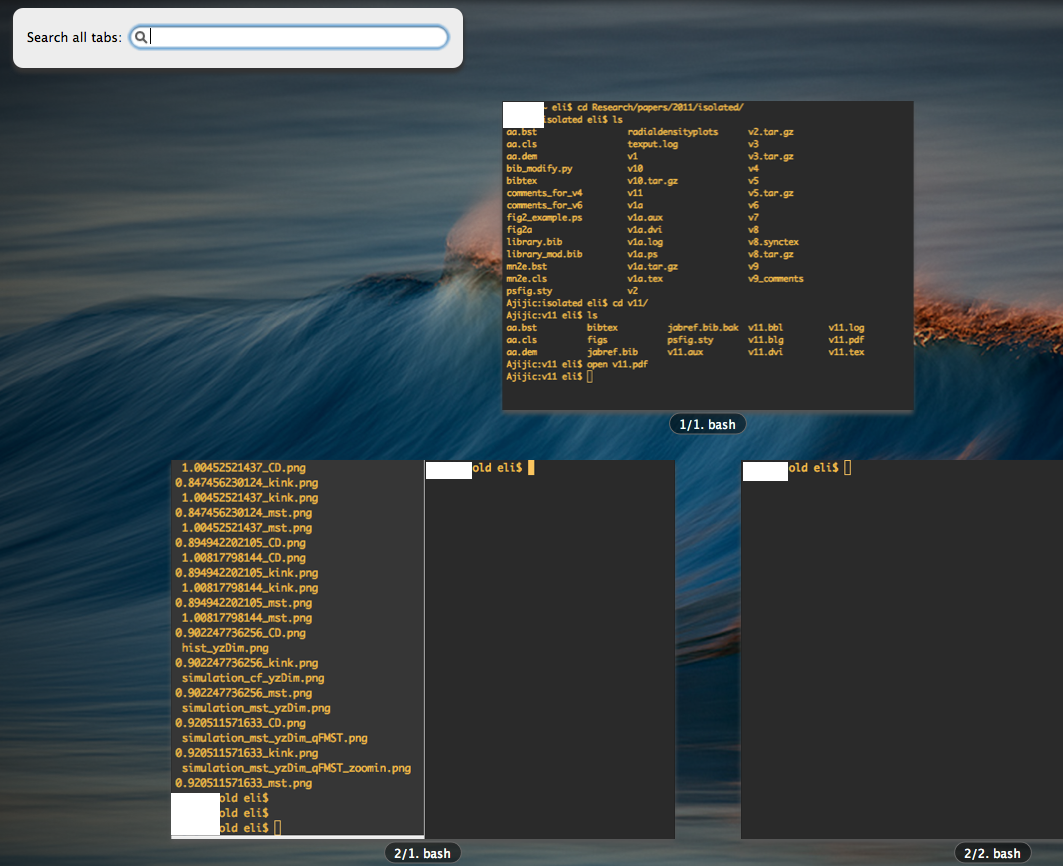 Search all tabs:
~ eli$ cd Research/papers/2011/isolated/
isolated eli$ ls
aa.bst radialdensityplots v2.tar.gz
aa.cls texput.log v3
aa.dem v1 v3.tar.gz
bib_modify.py v10 v4
bibtex v10.tar.gz v5
comments_for_v4 v11 v5.tar.gz
comments_for_v6 v1a v6
fig2_example.ps v1a.aux v7
fig2a v1a.dvi v8
library.bib v1a.log v8.synctex
library_mod.bib v1a.ps v8.tar.gz
mn2e.bst v1a.tar.gz v9
mn2e.cls v1a.tex v9_comments
psfig.sty v2
Ajijic:isolated eli$ cd v11/
Ajijic:v11 eli$ ls
aa.bst bibtex jabref.bib.bak v11.bbl v11.log
aa.cls figs psfig.sty v11.blg v11.pdf
aa.dem jabref.bib v11.aux v11.dvi v11.tex
Ajijic:v11 eli$ open v11.pdf
Ajijic:v11 eli$
1/1. bash
1.00452521437_CD.png
0.847456230124_kink.png
1.00452521437_kink.png
0.847456230124_mst.png
1.00452521437_mst.png
0.894942202105_CD.png
1.00817798144_CD.png
0.894942202105_kink.png
1.00817798144_kink.png
0.894942202105_mst.png
1.00817798144_mst.png
0.902247736256_CD.png
hist_yzDim.png
0.902247736256_kink.png
simulation_cf_yzDim.png
0.902247736256_mst.png
simulation_mst_yzDim.png
0.920511571633_CD.png
simulation_mst_yzDim_qFMST.png
0.920511571633_kink.png
simulation_mst_yzDim_qFMST_zoomin.png
0.920511571633_mst.png
old eli$
old eli$
old eli$
old eli$
2/1. bash
old eli$
2/2. bash